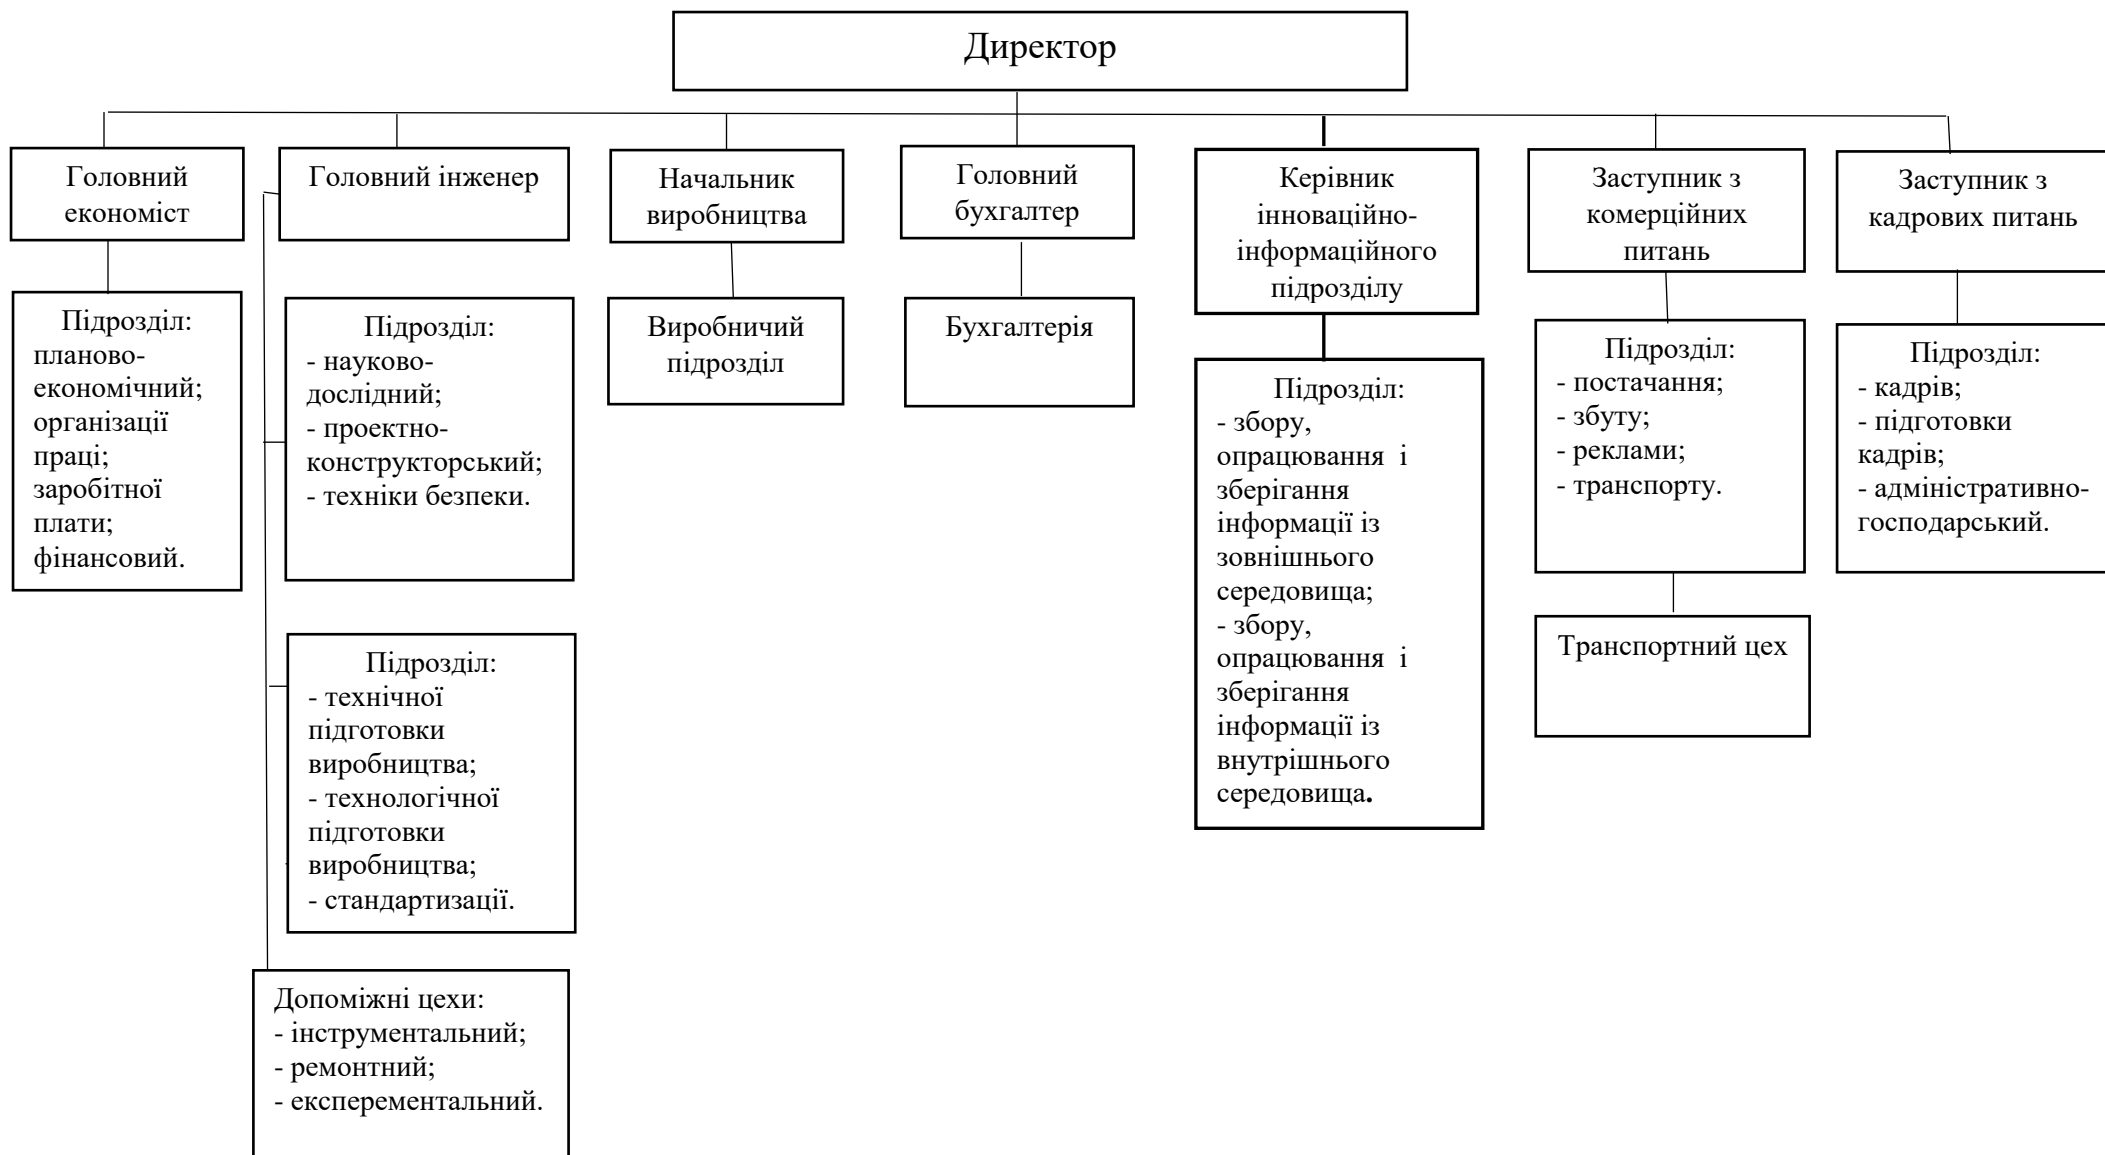 Директор
Головний
економіст
Головний інженер
Начальник
виробництва
Головний
бухгалтер
Керівник
інноваційно-
інформаційного
підрозділу
Заступник з
комерційних
питань
Заступник з
кадрових питань
Підрозділ:
планово-
економічний;
організації
праці;
заробітної
плати;
фінансовий.
Підрозділ:
- науково-
дослідний;
- проектно-
конструкторський;
- техніки безпеки.
Виробничий
підрозділ
Бухгалтерія
Підрозділ:
- збору,
опрацювання і
зберігання
інформації із
зовнішнього
середовища;
- збору,
опрацювання і
зберігання
інформації із
внутрішнього
середовища.
Підрозділ:
- постачання;
- збуту;
- реклами;
- транспорту.
Підрозділ:
- кадрів;
- підготовки
кадрів;
- адміністративно-
господарський.
Підрозділ:
- технічної
підготовки
виробництва;
- технологічної
підготовки
виробництва;
- стандартизації.
Транспортний цех
Допоміжні цехи:
- інструментальний;
- ремонтний;
- експерементальний.